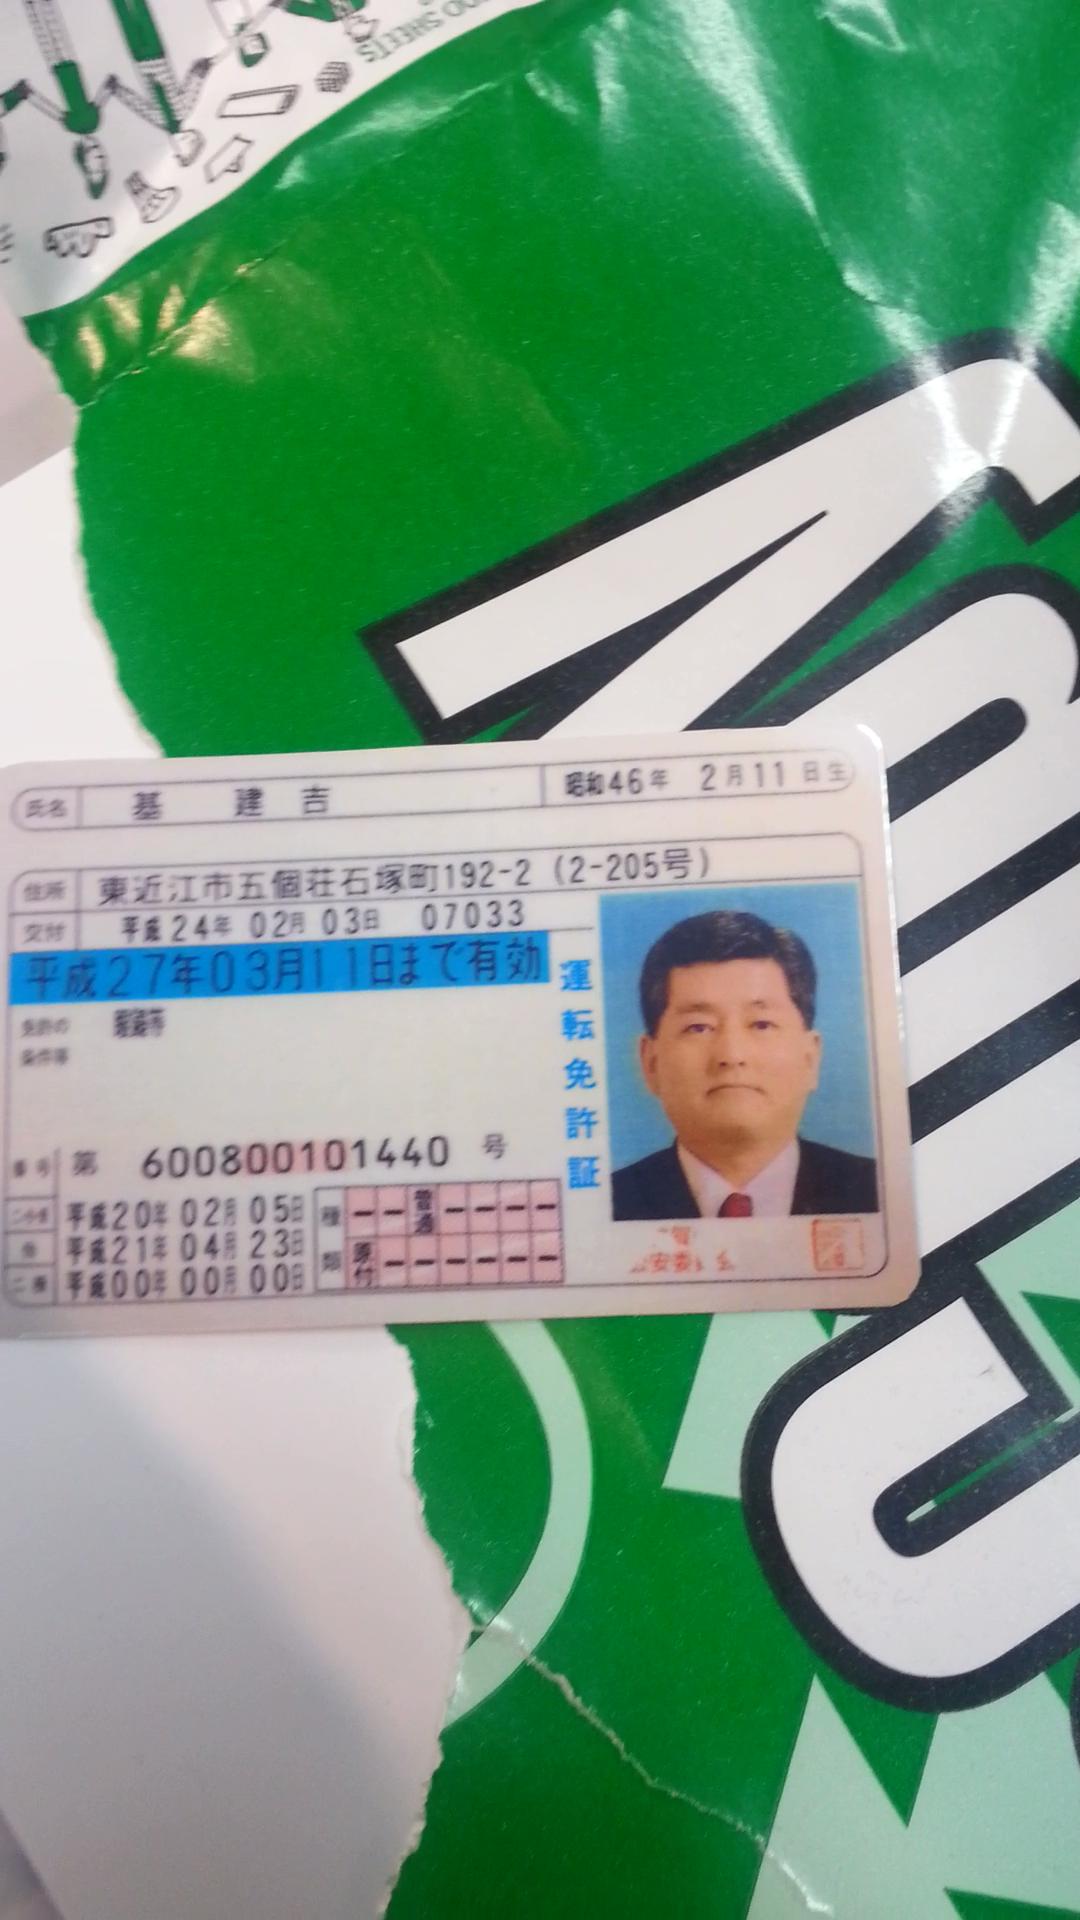 OO SHEETS
氏名 基 建 吉 昭和46年 2月11日生
住所 東近江市五個荘石塚町192-2 (2-205号)
交付 平成24年02月03日 07033
平成27年03月11日まで有効
免許の
条件等 眼鏡等
運転免許証
番号 第 600800101440 号
平成20年02月05日
他 平成21年04月23日
平成00年00月00日
種類
普通
原付